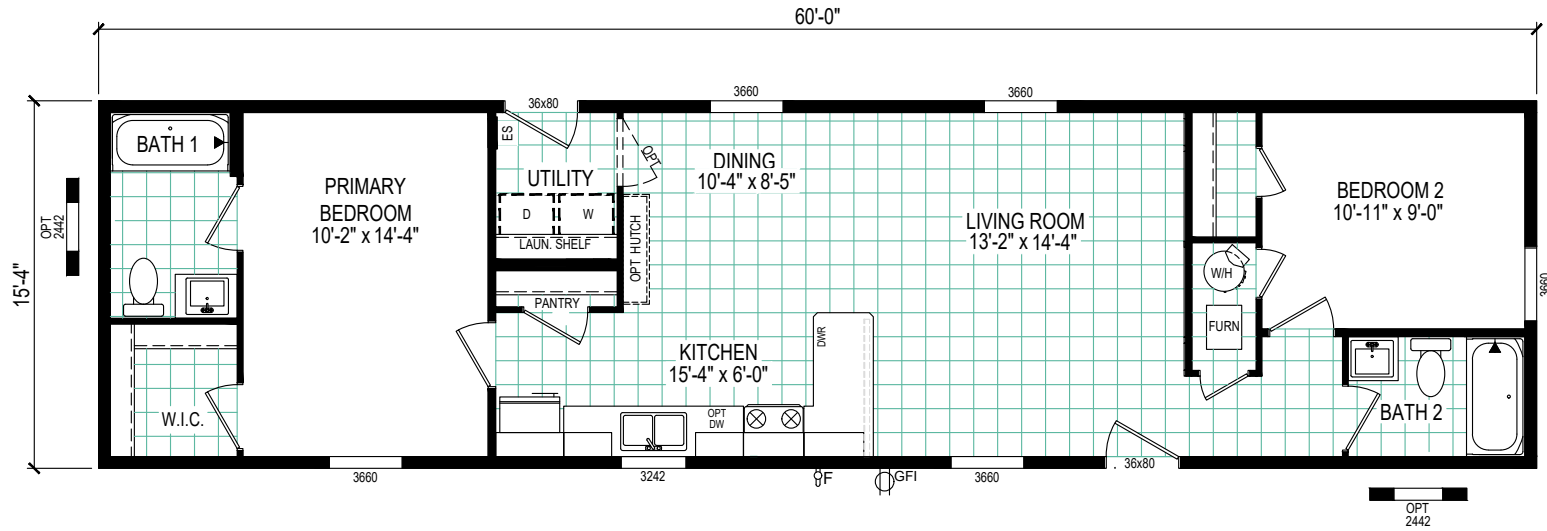 60'-0"
15'-4"
36x80
3660
3660
BATH 1
ES
OPT
UTILITY
D
W
LAUN. SHELF
OPT HUTCH
PANTRY
PRIMARY
BEDROOM
10'-2" x 14'-4"
DINING
10'-4" x 8'-5"
LIVING ROOM
13'-2" x 14'-4"
BEDROOM 2
10'-11" x 9'-0"
3660
OPT
2442
W/H
FURN
KITCHEN
15'-4" x 6'-0"
DWR
OPT
DW
W.I.C.
BATH 2
3660
3242
F
GFI
3660
36x80
OPT
2442